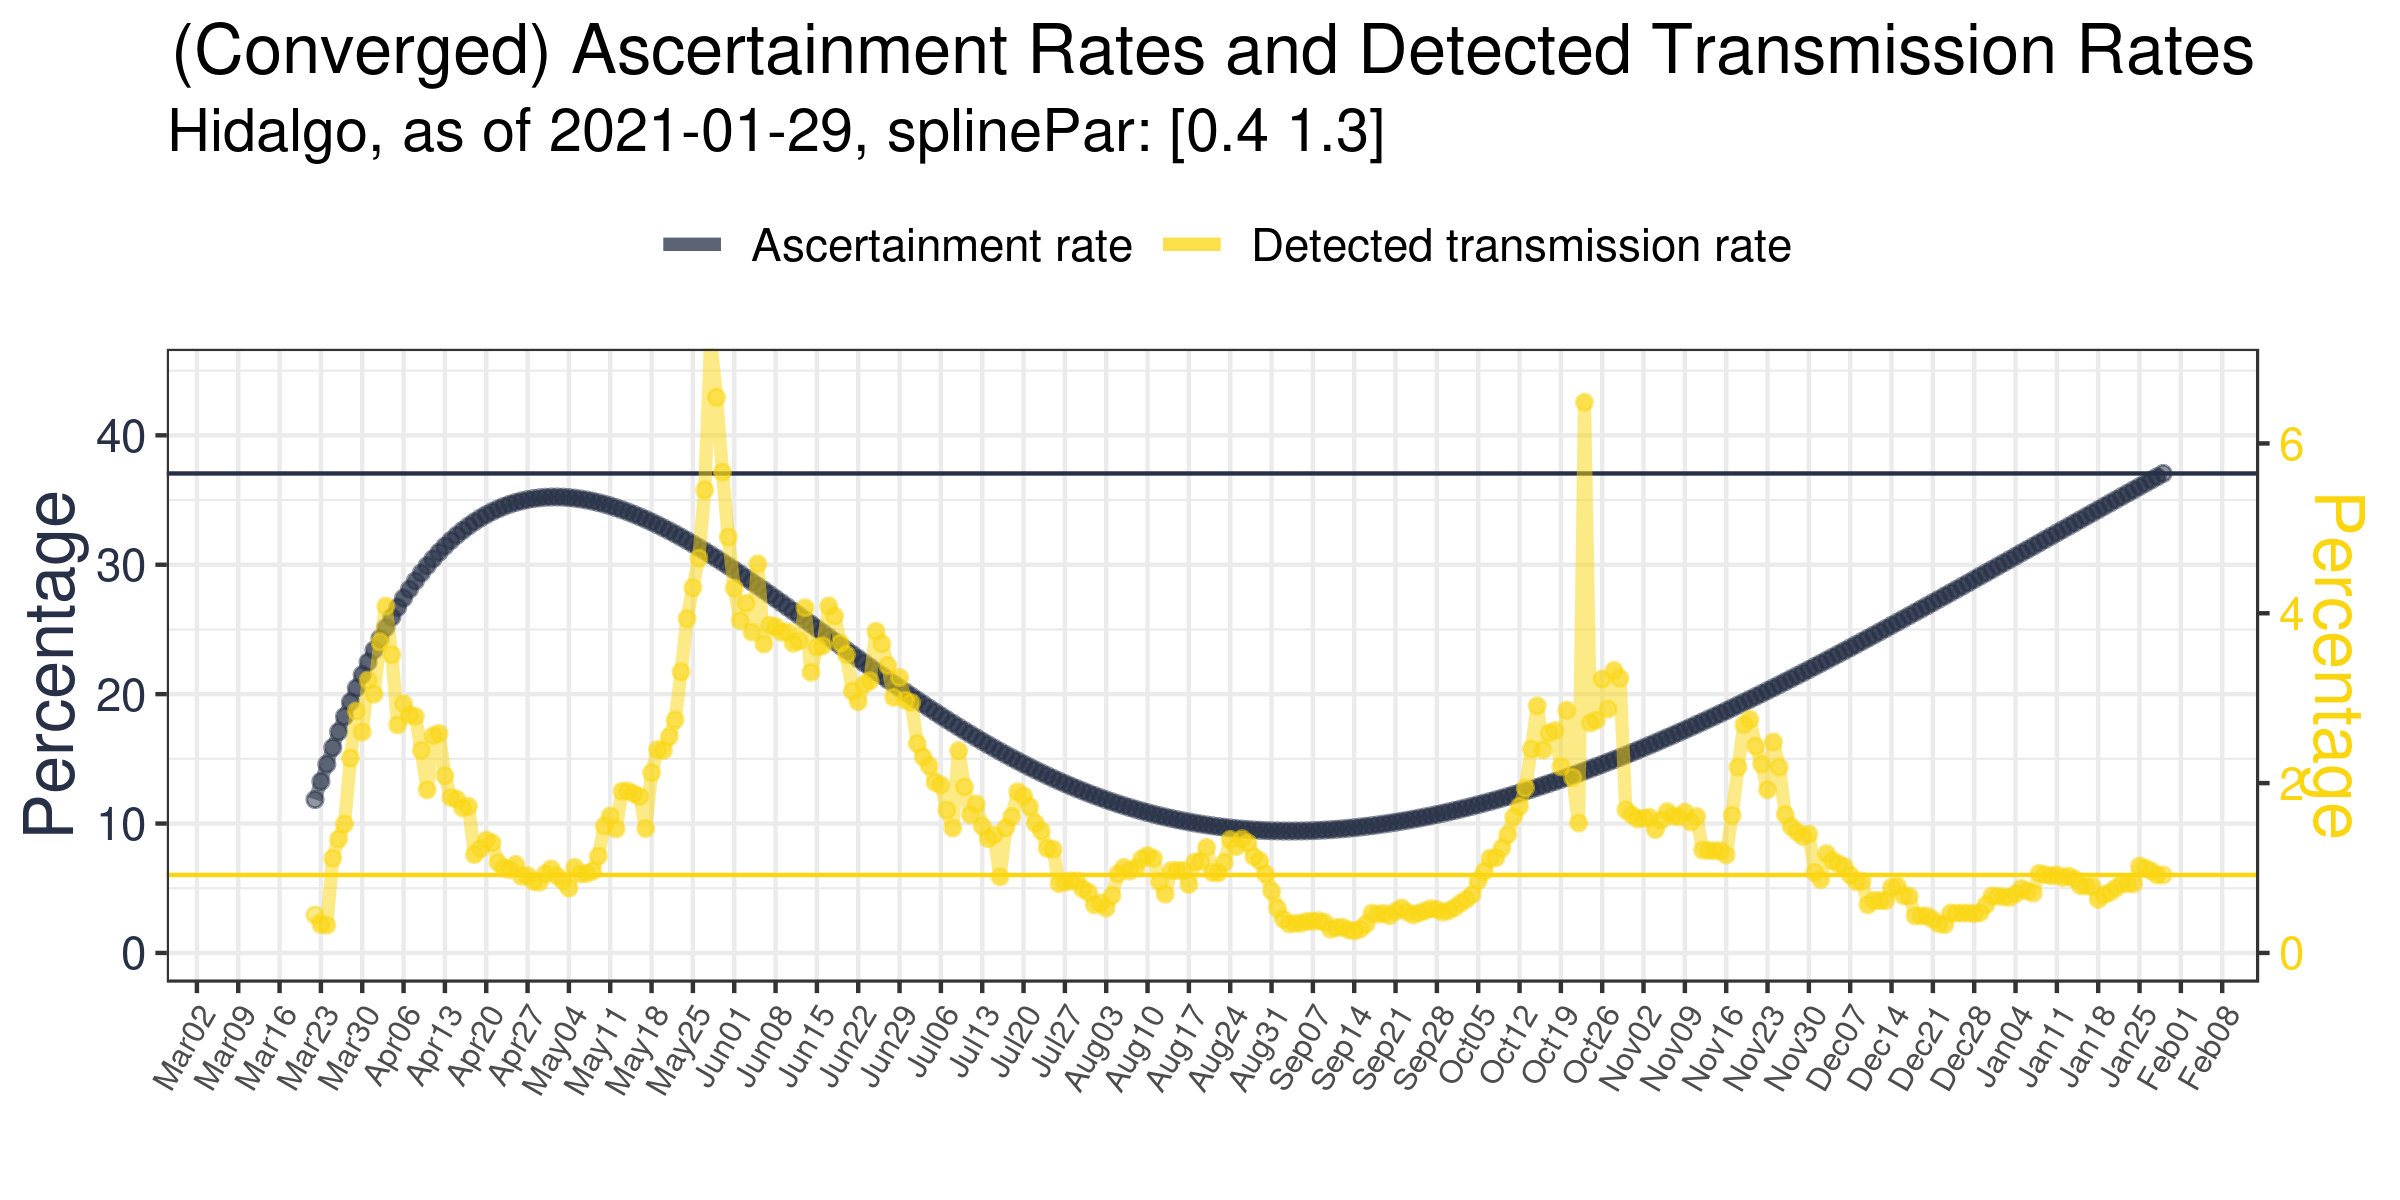 (Converged) Ascertainment Rates and Detected Transmission Rates
Hidalgo, as of 2021-01-29, splinePar: [0.4 1.3]
Ascertainment rate
Detected transmission rate
Percentage
40
30
20
10
0
6
4
2
0
Percentage
Mar02
Mar09
Mar16
Mar23
Mar30
Apr06
Apr13
Apr20
Apr27
May04
May11
May18
May25
Jun01
Jun08
Jun15
Jun22
Jun29
Jul06
Jul13
Jul20
Jul27
Aug03
Aug10
Aug17
Aug24
Aug31
Sep07
Sep14
Sep21
Sep28
Oct05
Oct12
Oct19
Oct26
Nov02
Nov09
Nov16
Nov23
Nov30
Dec07
Dec14
Dec21
Dec28
Jan04
Jan11
Jan18
Jan25
Feb01
Feb08